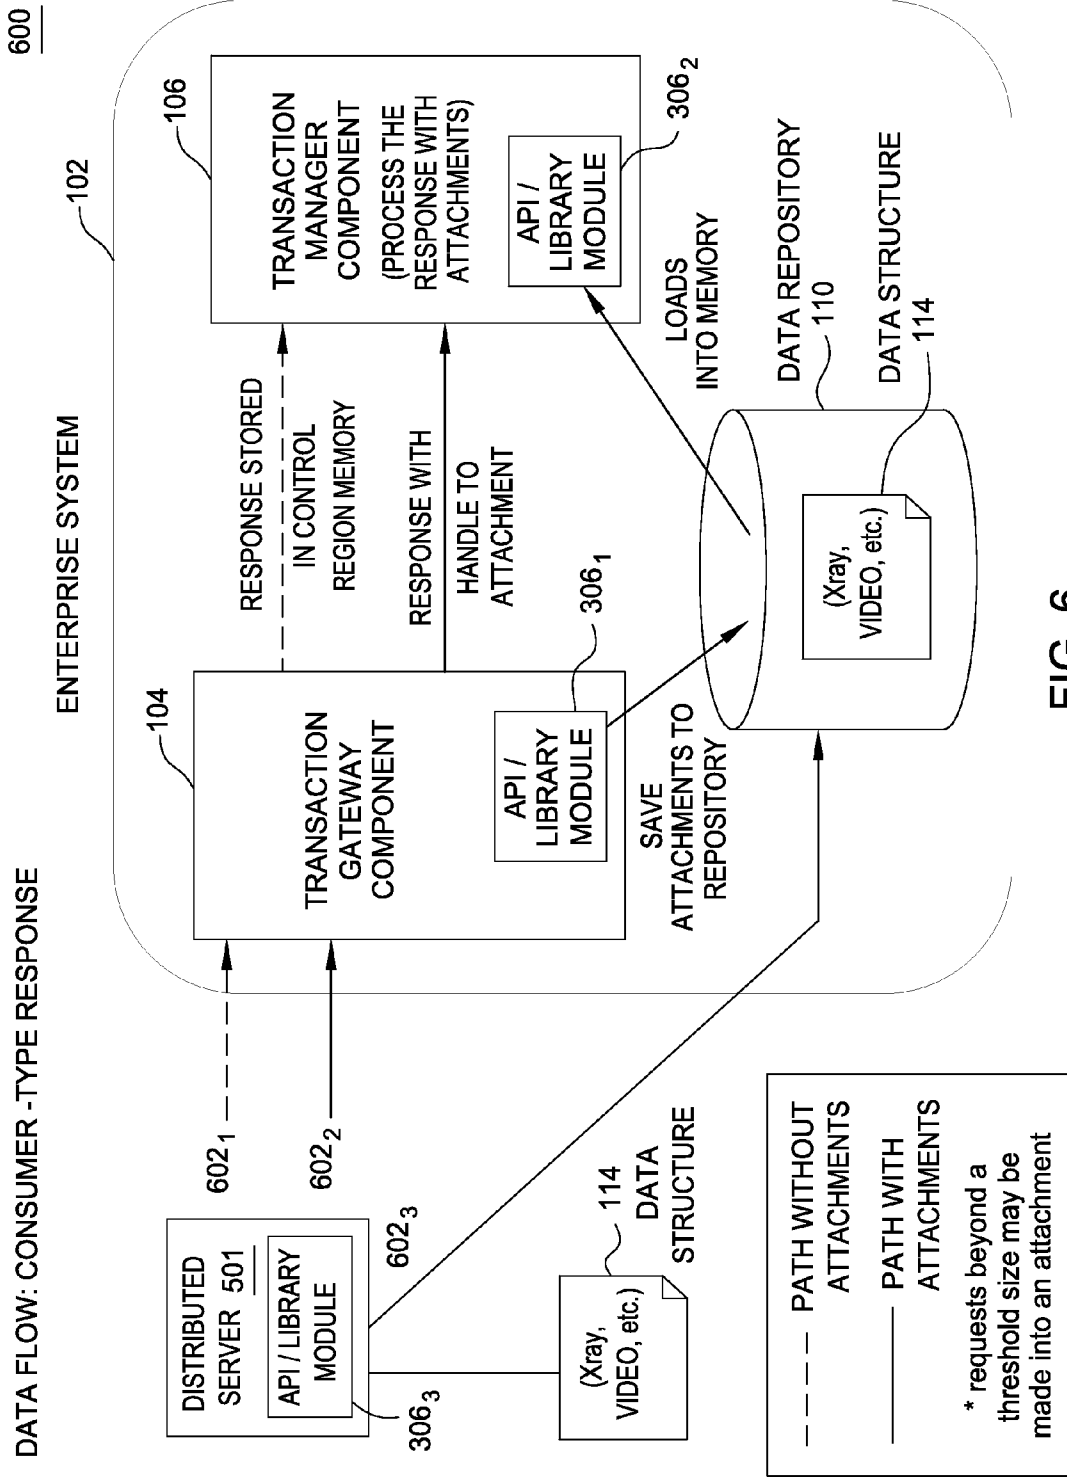 DATA FLOW: CONSUMER -TYPE RESPONSE
600
ENTERPRISE SYSTEM
102
DISTRIBUTED
SERVER 501
API / LIBRARY
MODULE
306₃
602₁
602₂
602₃
(Xray,
VIDEO, etc.)
114
DATA
STRUCTURE
104
TRANSACTION
GATEWAY
COMPONENT
API /
LIBRARY
MODULE
306₁
RESPONSE STORED
IN CONTROL
REGION MEMORY
RESPONSE WITH
HANDLE TO
ATTACHMENT
106
TRANSACTION
MANAGER
COMPONENT
(PROCESS THE
RESPONSE WITH
ATTACHMENTS)
API /
LIBRARY
MODULE
306₂
SAVE
ATTACHMENTS TO
REPOSITORY
LOADS
INTO MEMORY
(Xray,
VIDEO, etc.)
DATA REPOSITORY
110
DATA STRUCTURE
114
PATH WITHOUT
ATTACHMENTS
PATH WITH
ATTACHMENTS
* requests beyond a
threshold size may be
made into an attachment
FIG. 6